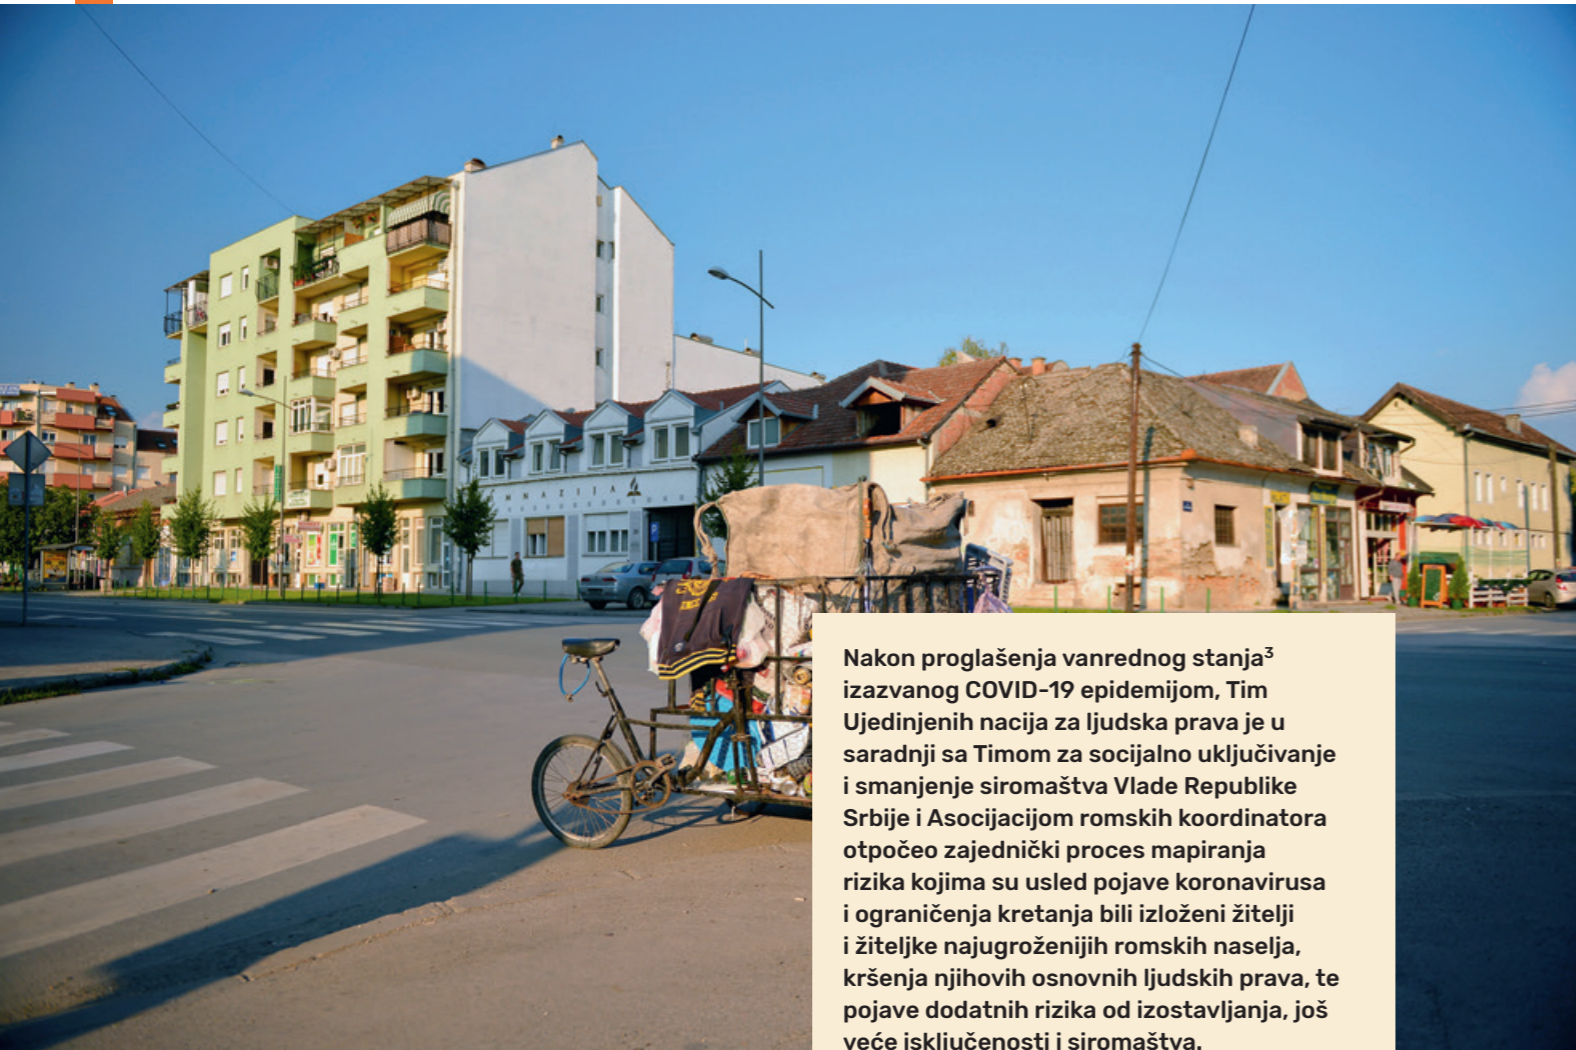 MNAZIJA
Nakon proglašenja vanrednog stanja³
izazvanog COVID-19 epidemijom, Tim
Ujedinjenih nacija za ljudska prava je u
saradnji sa Timom za socijalno uključivanje
i smanjenje siromaštva Vlade Republike
Srbije i Asocijacijom romskih koordinatora
otpočeo zajednički proces mapiranja
rizika kojima su usled pojave koronavirusa
i ograničenja kretanja bili izloženi žitelji
i žiteljke najugroženijih romskih naselja,
kršenja njihovih osnovnih ljudskih prava, te
pojave dodatnih rizika od izostavljanja, još
veće isključenosti i siromaštva.